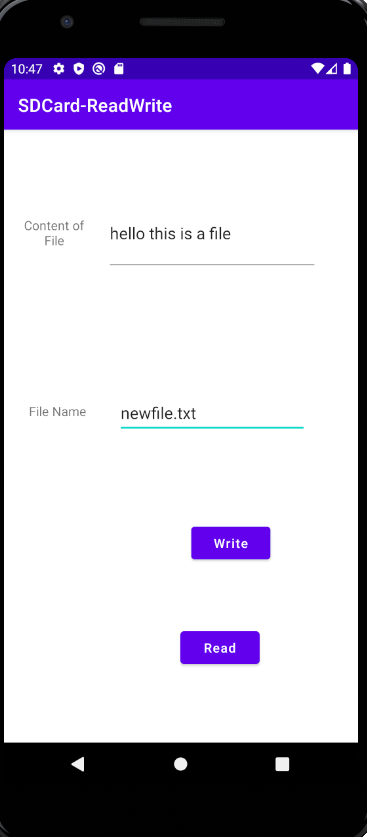 10:47
SDCard-ReadWrite
Content of
File
hello this is a file
File Name
newfile.txt
Write
Read